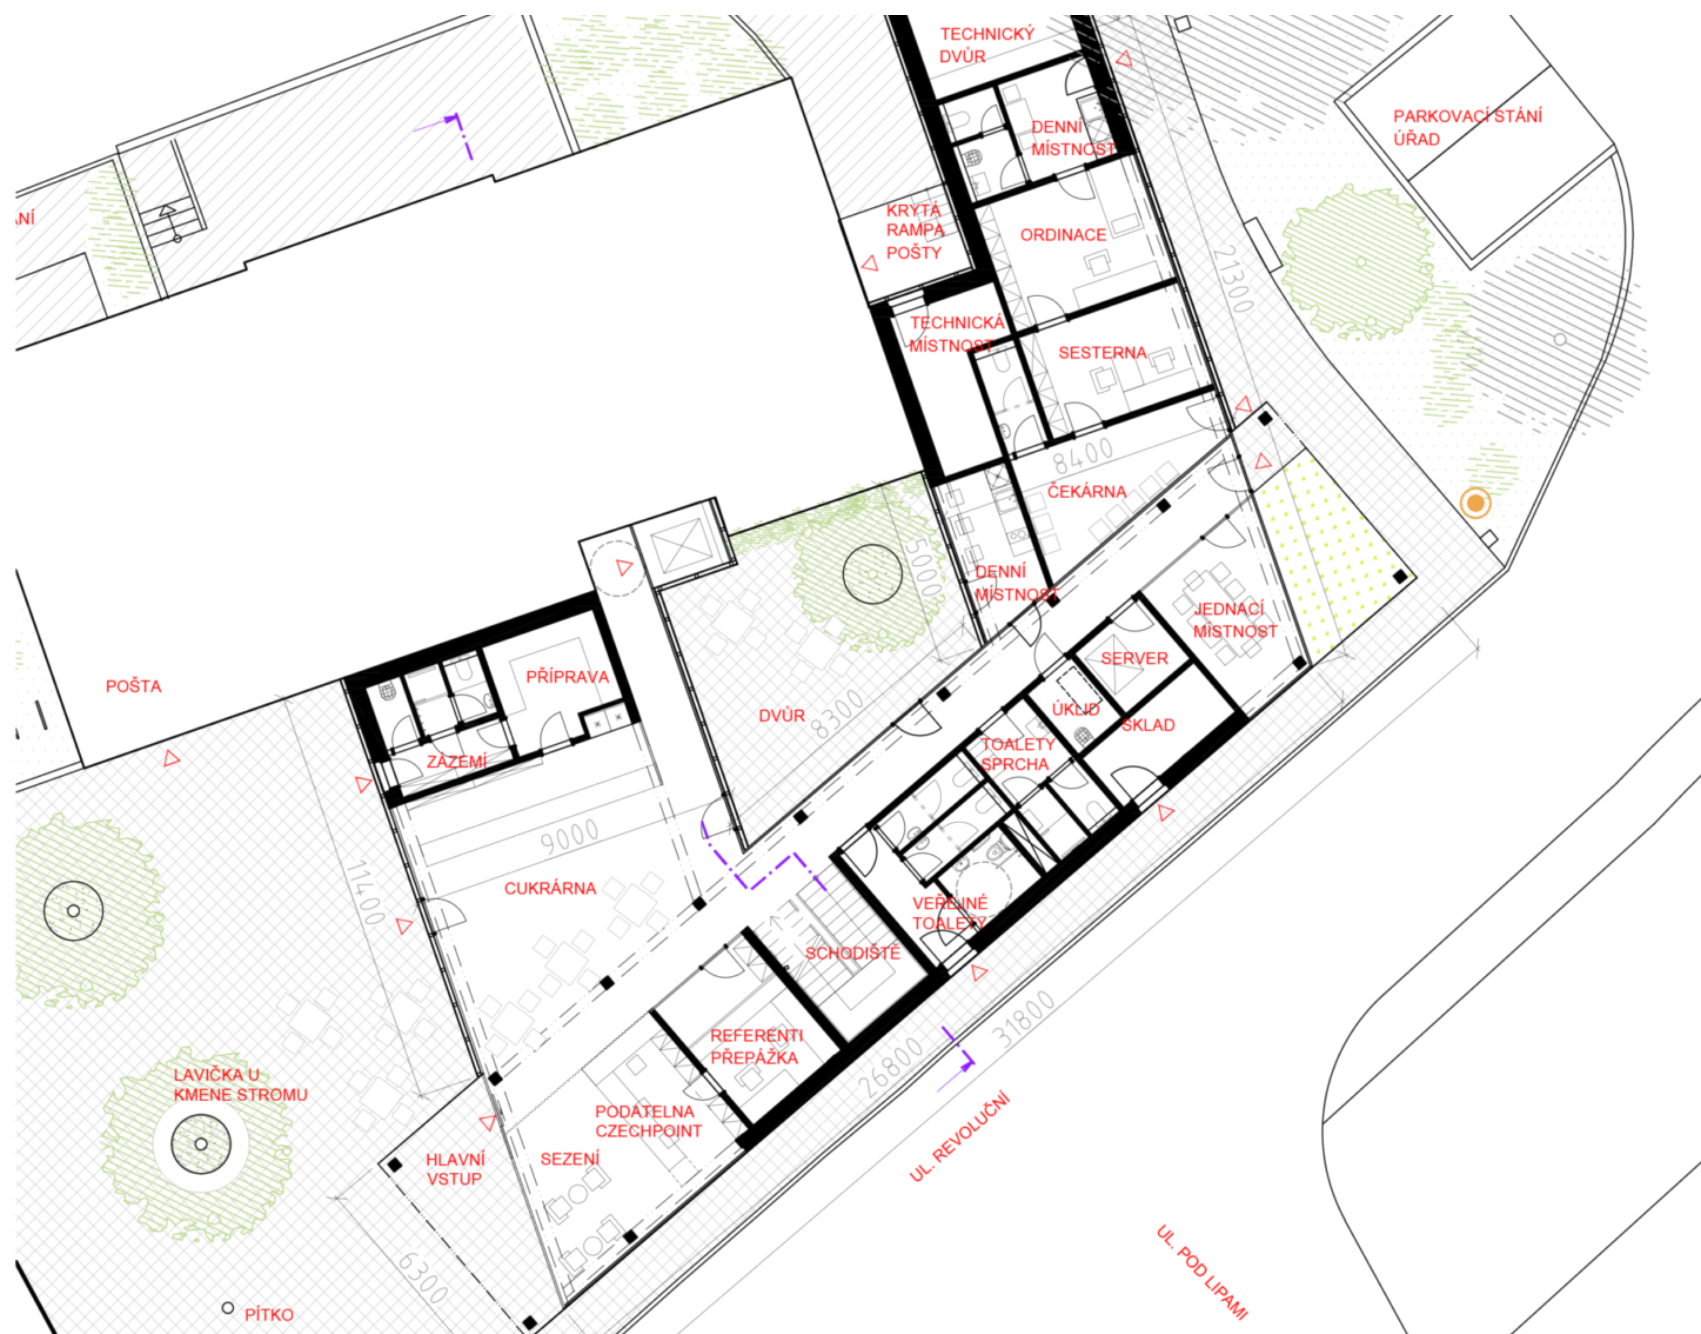 TECHNICKÝ
DVŮR
PARKOVACÍ STÁNÍ
ÚŘAD
DENNÍ
MÍSTNOST
ÁNÍ
KRYTÁ
RAMPA
POŠTY
ORDINACE
21300
TECHNICKÁ
MÍSTNOST
SESTERNA
8400
ČEKÁRNA
5000
DENNÍ
MÍSTNOST
JEDNACÍ
MÍSTNOST
SERVER
POŠTA
PŘÍPRAVA
DVŮR
8300
ÚKLID
SKLAD
TOALETY
SPRCHA
ZÁZEMÍ
9000
11400
CUKRÁRNA
VEŘEJNÉ
TOALETY
SCHODIŠTĚ
REFERENTI
PŘEPÁŽKA
31800
26800
LAVIČKA U
KMENE STROMU
PODATELNA
CZECHPOINT
SEZENÍ
HLAVNÍ
VSTUP
UL. REVOLUČNÍ
UL. POD LIPAMI
6300
PÍTKO